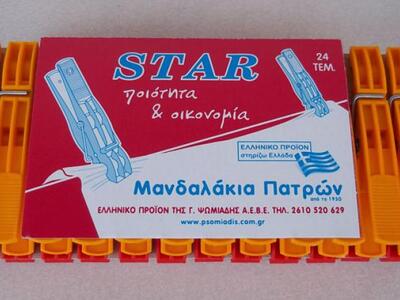 STAR
24
ΤΕΜ.
ποιότητα
& οικονομία
ΕΛΛΗΝΙΚΟ ΠΡΟΪΟΝ
στηρίζω Ελλάδα
Μανδαλάκια Πατρών
από το 1950
ΕΛΛΗΝΙΚΟ ΠΡΟΪΟΝ ΤΗΣ Γ. ΨΩΜΙΑΔΗΣ Α.Ε.Β.Ε. ΤΗΛ. 2610 520 629
www.psomiadis.com.gr